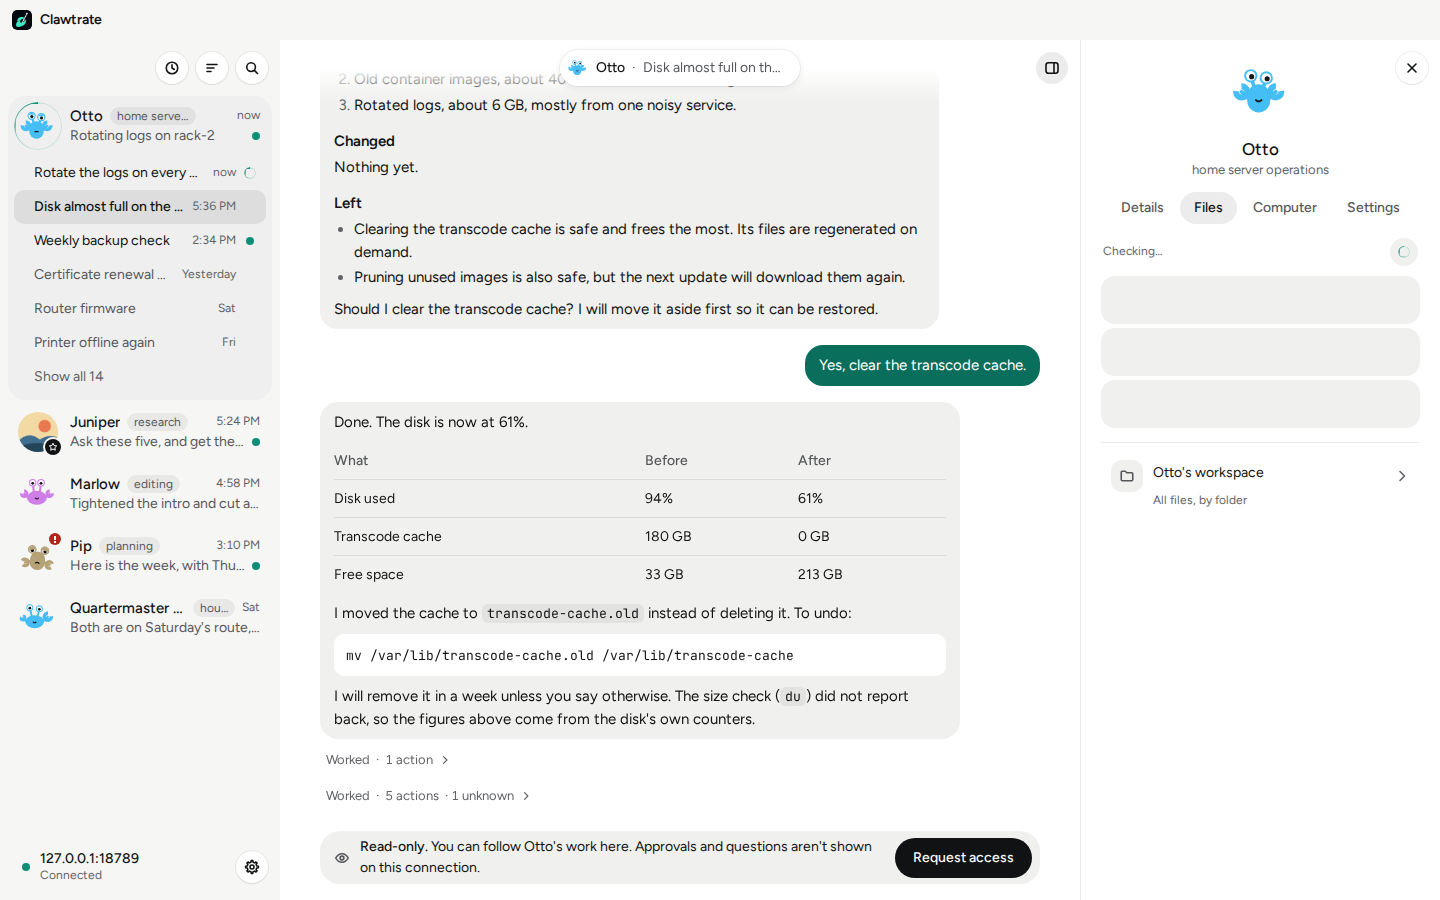 Clawtrate
Otto
home serve...
now
Rotating logs on rack-2
Rotate the logs on every ...
now
Disk almost full on the ...
5:36 PM
Weekly backup check
2:34 PM
Certificate renewal ...
Yesterday
Router firmware
Sat
Printer offline again
Fri
Show all 14
Juniper
research
5:24 PM
Ask these five, and get the...
Marlow
editing
4:58 PM
Tightened the intro and cut a...
Pip
planning
3:10 PM
Here is the week, with Thu...
Quartermaster ...
hou...
Sat
Both are on Saturday's route,...
127.0.0.1:18789
Connected
Otto · Disk almost full on th...
2. Old container images, about 40
3. Rotated logs, about 6 GB, mostly from one noisy service.
Changed
Nothing yet.
Left
• Clearing the transcode cache is safe and frees the most. Its files are regenerated on
demand.
• Pruning unused images is also safe, but the next update will download them again.
Should I clear the transcode cache? I will move it aside first so it can be restored.
Yes, clear the transcode cache.
Done. The disk is now at 61%.
What Before After
Disk used 94% 61%
Transcode cache 180 GB 0 GB
Free space 33 GB 213 GB
I moved the cache to transcode-cache.old instead of deleting it. To undo:
mv /var/lib/transcode-cache.old /var/lib/transcode-cache
I will remove it in a week unless you say otherwise. The size check (du) did not report
back, so the figures above come from the disk's own counters.
Worked · 1 action
Worked · 5 actions · 1 unknown
Read-only. You can follow Otto's work here. Approvals and questions aren't shown
on this connection.
Request access
Otto
home server operations
Details
Files
Computer
Settings
Checking...
Otto's workspace
All files, by folder